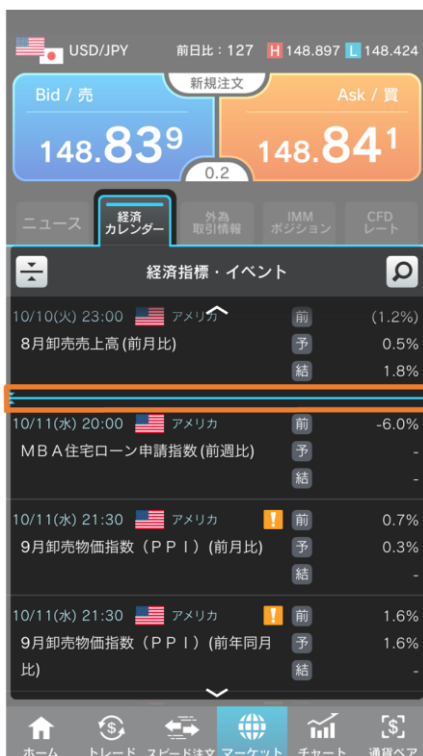 USD/JPY 前日比:127 H 148.897 L 148.424
新規注文
Bid / 売 Ask / 買
148.839 148.841
0.2
ニュース 経済カレンダー 外為取引情報 IMMポジション CFDレート
経済指標・イベント
10/10(火) 23:00 アメリカ 前 (1.2%)
8月卸売売上高(前月比) 予 0.5%
結 1.8%
10/11(水) 20:00 アメリカ 前 -6.0%
MBA住宅ローン申請指数(前週比) 予 -
結 -
10/11(水) 21:30 アメリカ ! 前 0.7%
9月卸売物価指数(PPI)(前月比) 予 0.3%
結 -
10/11(水) 21:30 アメリカ ! 前 1.6%
9月卸売物価指数(PPI)(前年同月 予 1.6%
比) 結 -
ホーム トレード スピード注文 マーケット チャート 通貨ペア